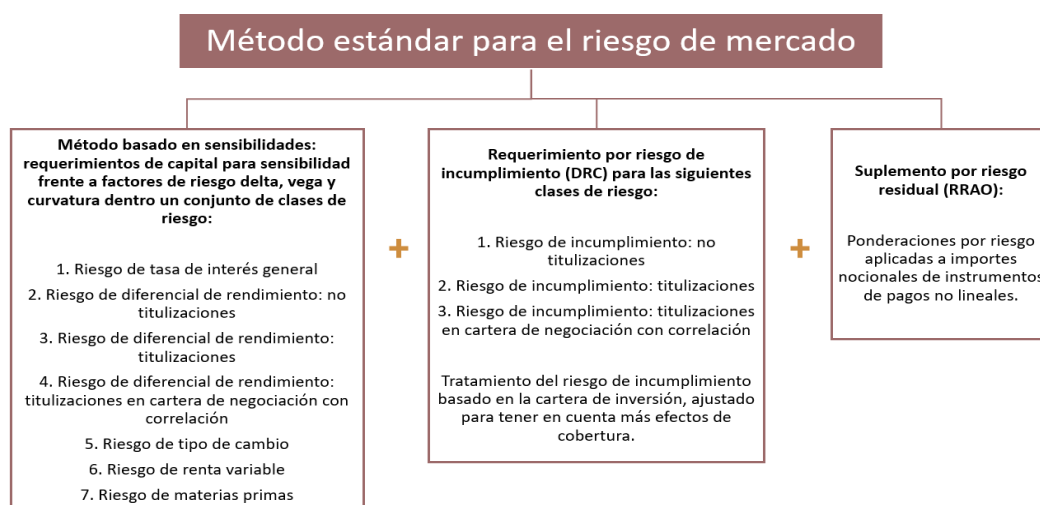 Método estándar para el riesgo de mercado
Método basado en sensibilidades:
requerimientos de capital para sensibilidad
frente a factores de riesgo delta, vega y
curvatura dentro un conjunto de clases de
riesgo:
1. Riesgo de tasa de interés general
2. Riesgo de diferencial de rendimiento: no
titulizaciones
3. Riesgo de diferencial de rendimiento:
titulizaciones
4. Riesgo de diferencial de rendimiento:
titulizaciones en cartera de negociación con
correlación
5. Riesgo de tipo de cambio
6. Riesgo de renta variable
7. Riesgo de materias primas
+
Requerimiento por riesgo de
incumplimiento (DRC) para las siguientes
clases de riesgo:
1. Riesgo de incumplimiento: no
titulizaciones
2. Riesgo de incumplimiento: titulizaciones
3. Riesgo de incumplimiento: titulizaciones
en cartera de negociación con correlación
Tratamiento del riesgo de incumplimiento
basado en la cartera de inversión, ajustado
para tener en cuenta más efectos de
cobertura.
+
Suplemento por riesgo
residual (RRAO):
Ponderaciones por riesgo
aplicadas a importes
nocionales de instrumentos
de pagos no lineales.